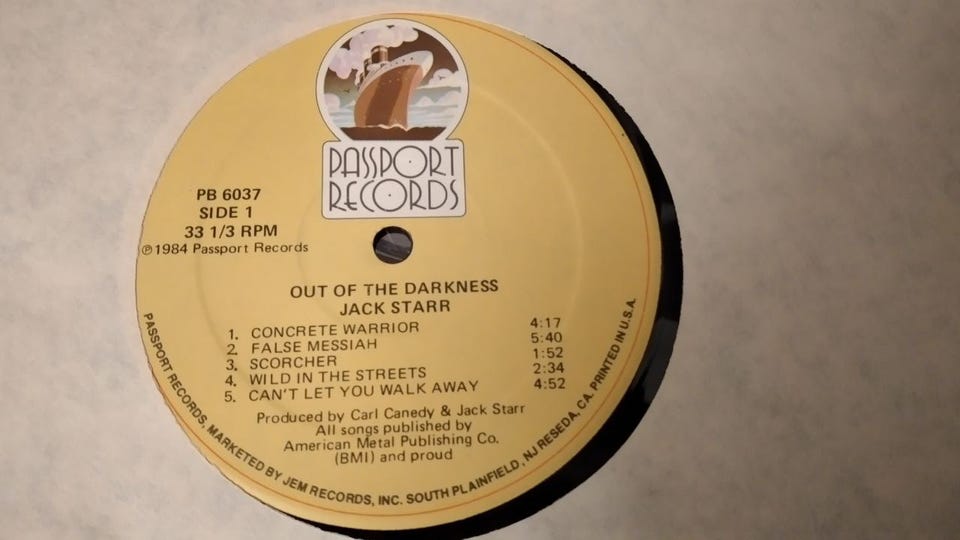 PASSPORT
RECORDS
PB 6037
SIDE 1
33 1/3 RPM
℗1984 Passport Records
OUT OF THE DARKNESS
JACK STARR
1. CONCRETE WARRIOR 4:17
2. FALSE MESSIAH 5:40
3. SCORCHER 1:52
4. WILD IN THE STREETS 2:34
5. CAN'T LET YOU WALK AWAY 4:52
Produced by Carl Canedy & Jack Starr
All songs published by
American Metal Publishing Co.
(BMI) and proud
PASSPORT RECORDS, MARKETED BY JEM RECORDS, INC. SOUTH PLAINFIELD, NJ RESEDA, CA. PRINTED IN U.S.A.